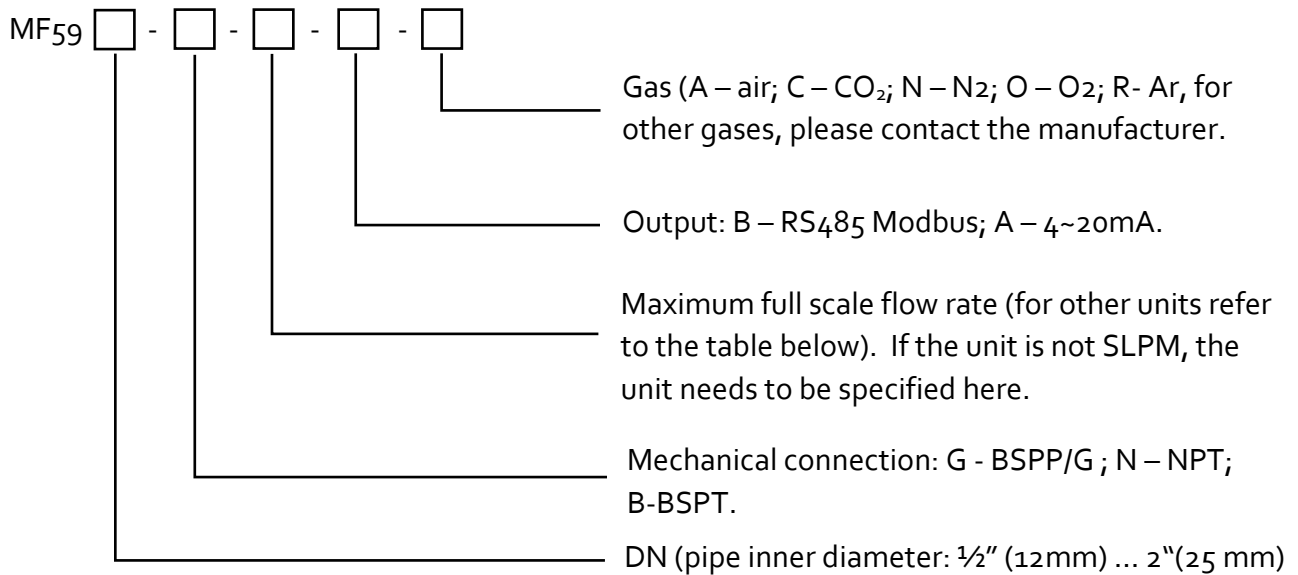 MF59 - - - -
Gas (A – air; C – CO₂; N – N2; O – O2; R- Ar, for
other gases, please contact the manufacturer.
Output: B – RS485 Modbus; A – 4~20mA.
Maximum full scale flow rate (for other units refer
to the table below).  If the unit is not SLPM, the
unit needs to be specified here.
Mechanical connection: G - BSPP/G ; N – NPT;
B-BSPT.
DN (pipe inner diameter: ½” (12mm) … 2“(25 mm)